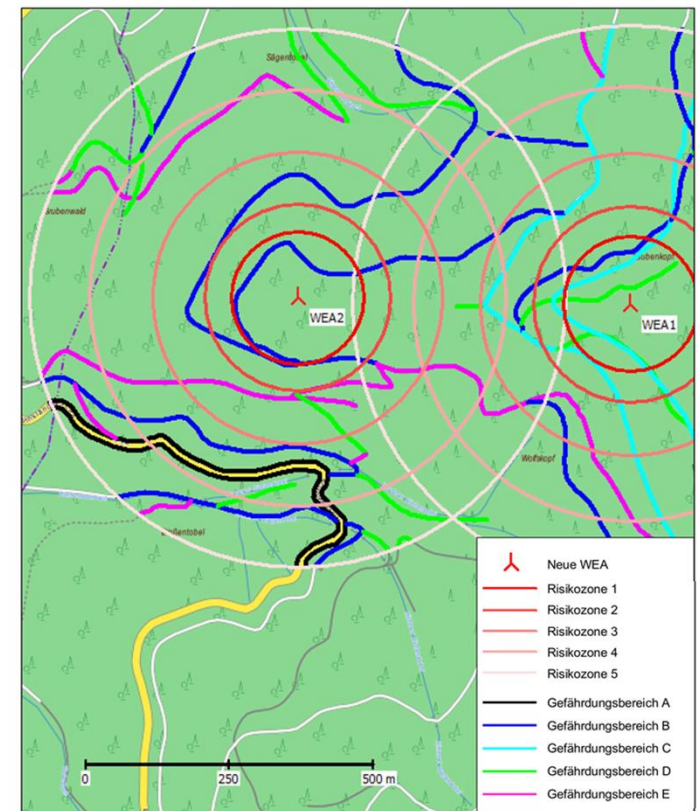 Sägentobel
WEA2
WEA1
Wolfskopf
0
250
500 m
Neue WEA
Risikozone 1
Risikozone 2
Risikozone 3
Risikozone 4
Risikozone 5
Gefährdungsbereich A
Gefährdungsbereich B
Gefährdungsbereich C
Gefährdungsbereich D
Gefährdungsbereich E